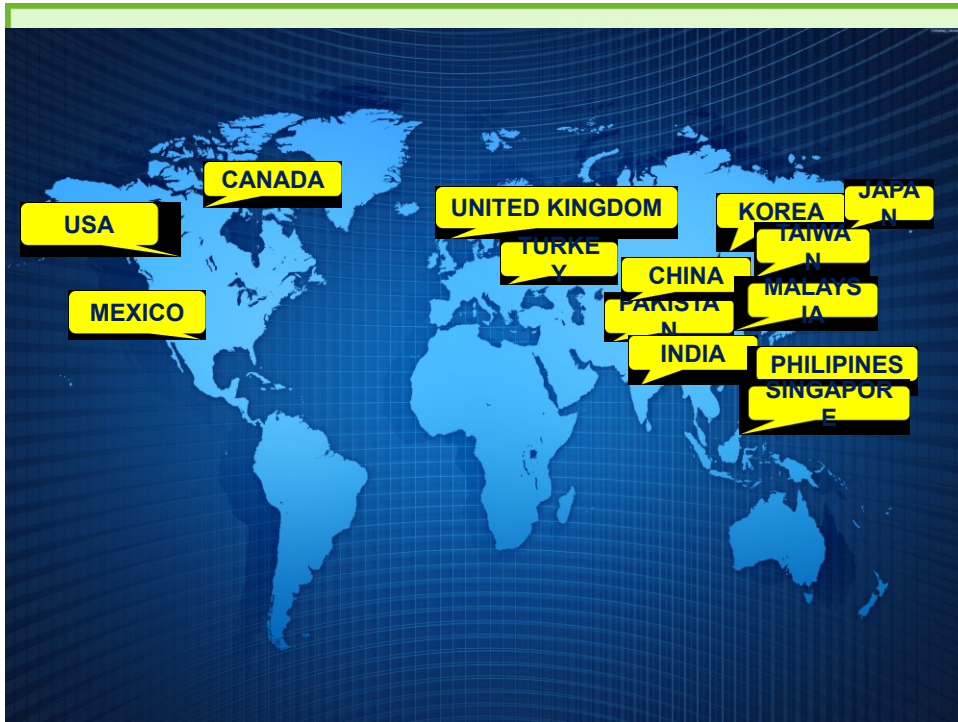 CANADA
USA
MEXICO
UNITED KINGDOM
TURKE
Y
KOREA
JAPA
N
TAIWA
N
CHINA
MALAYS
IA
PAKISTA
N
INDIA
PHILIPINES
SINGAPOR
E